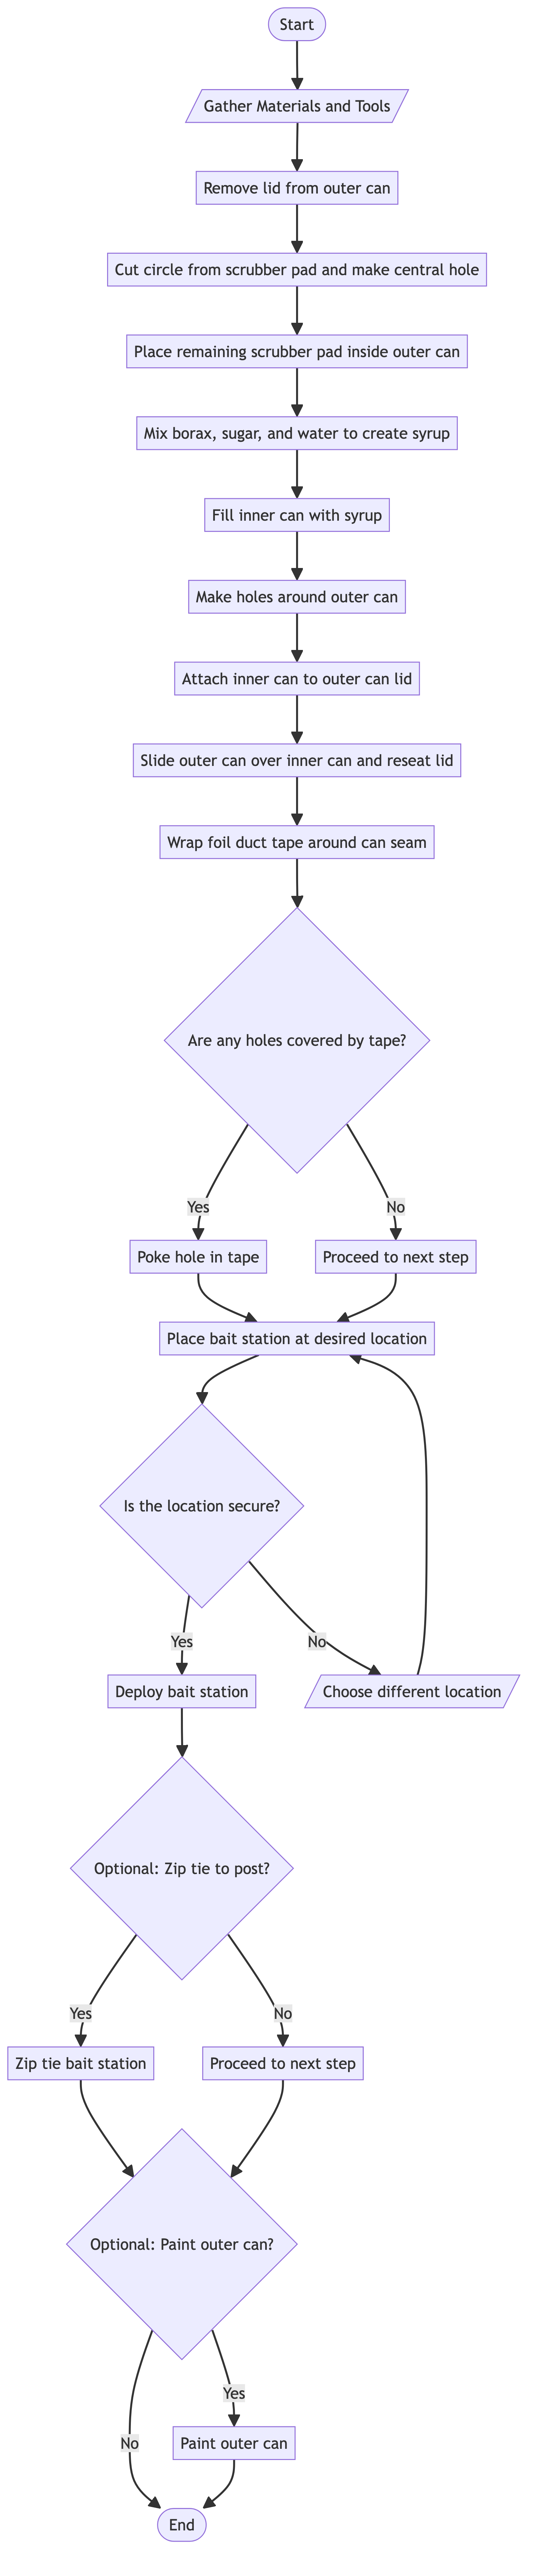 Start
Gather Materials and Tools
Remove lid from outer can
Cut circle from scrubber pad and make central hole
Place remaining scrubber pad inside outer can
Mix borax, sugar, and water to create syrup
Fill inner can with syrup
Make holes around outer can
Attach inner can to outer can lid
Slide outer can over inner can and reseat lid
Wrap foil duct tape around can seam
Are any holes covered by tape?
Yes
No
Poke hole in tape
Proceed to next step
Place bait station at desired location
Is the location secure?
Yes
No
Deploy bait station
Choose different location
Optional: Zip tie to post?
Yes
No
Zip tie bait station
Proceed to next step
Optional: Paint outer can?
Yes
No
Paint outer can
End